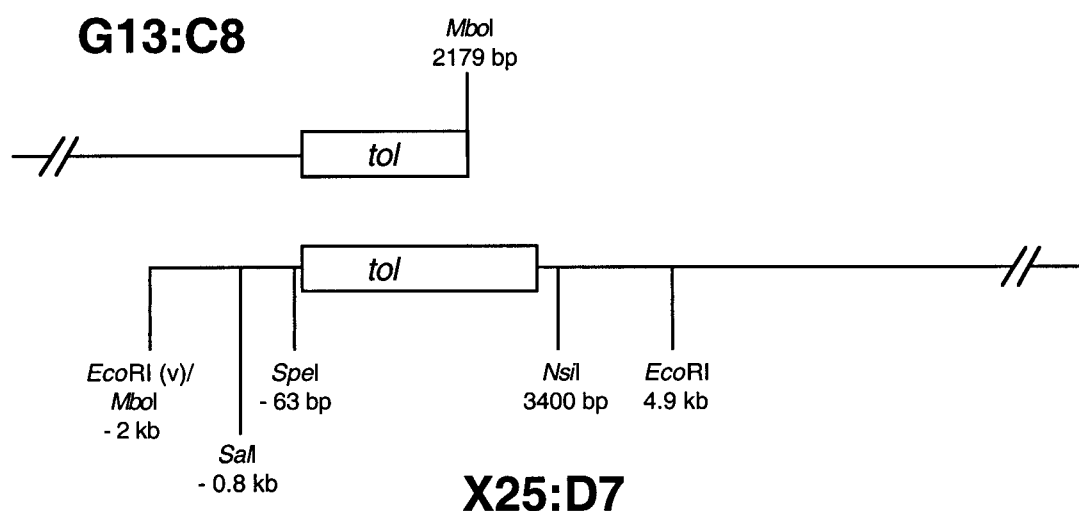 G13:C8
MboI
2179 bp
tol
tol
EcoRI (v)/
MboI
- 2 kb
SalI
- 0.8 kb
SpeI
- 63 bp
NsiI
3400 bp
EcoRI
4.9 kb
X25:D7